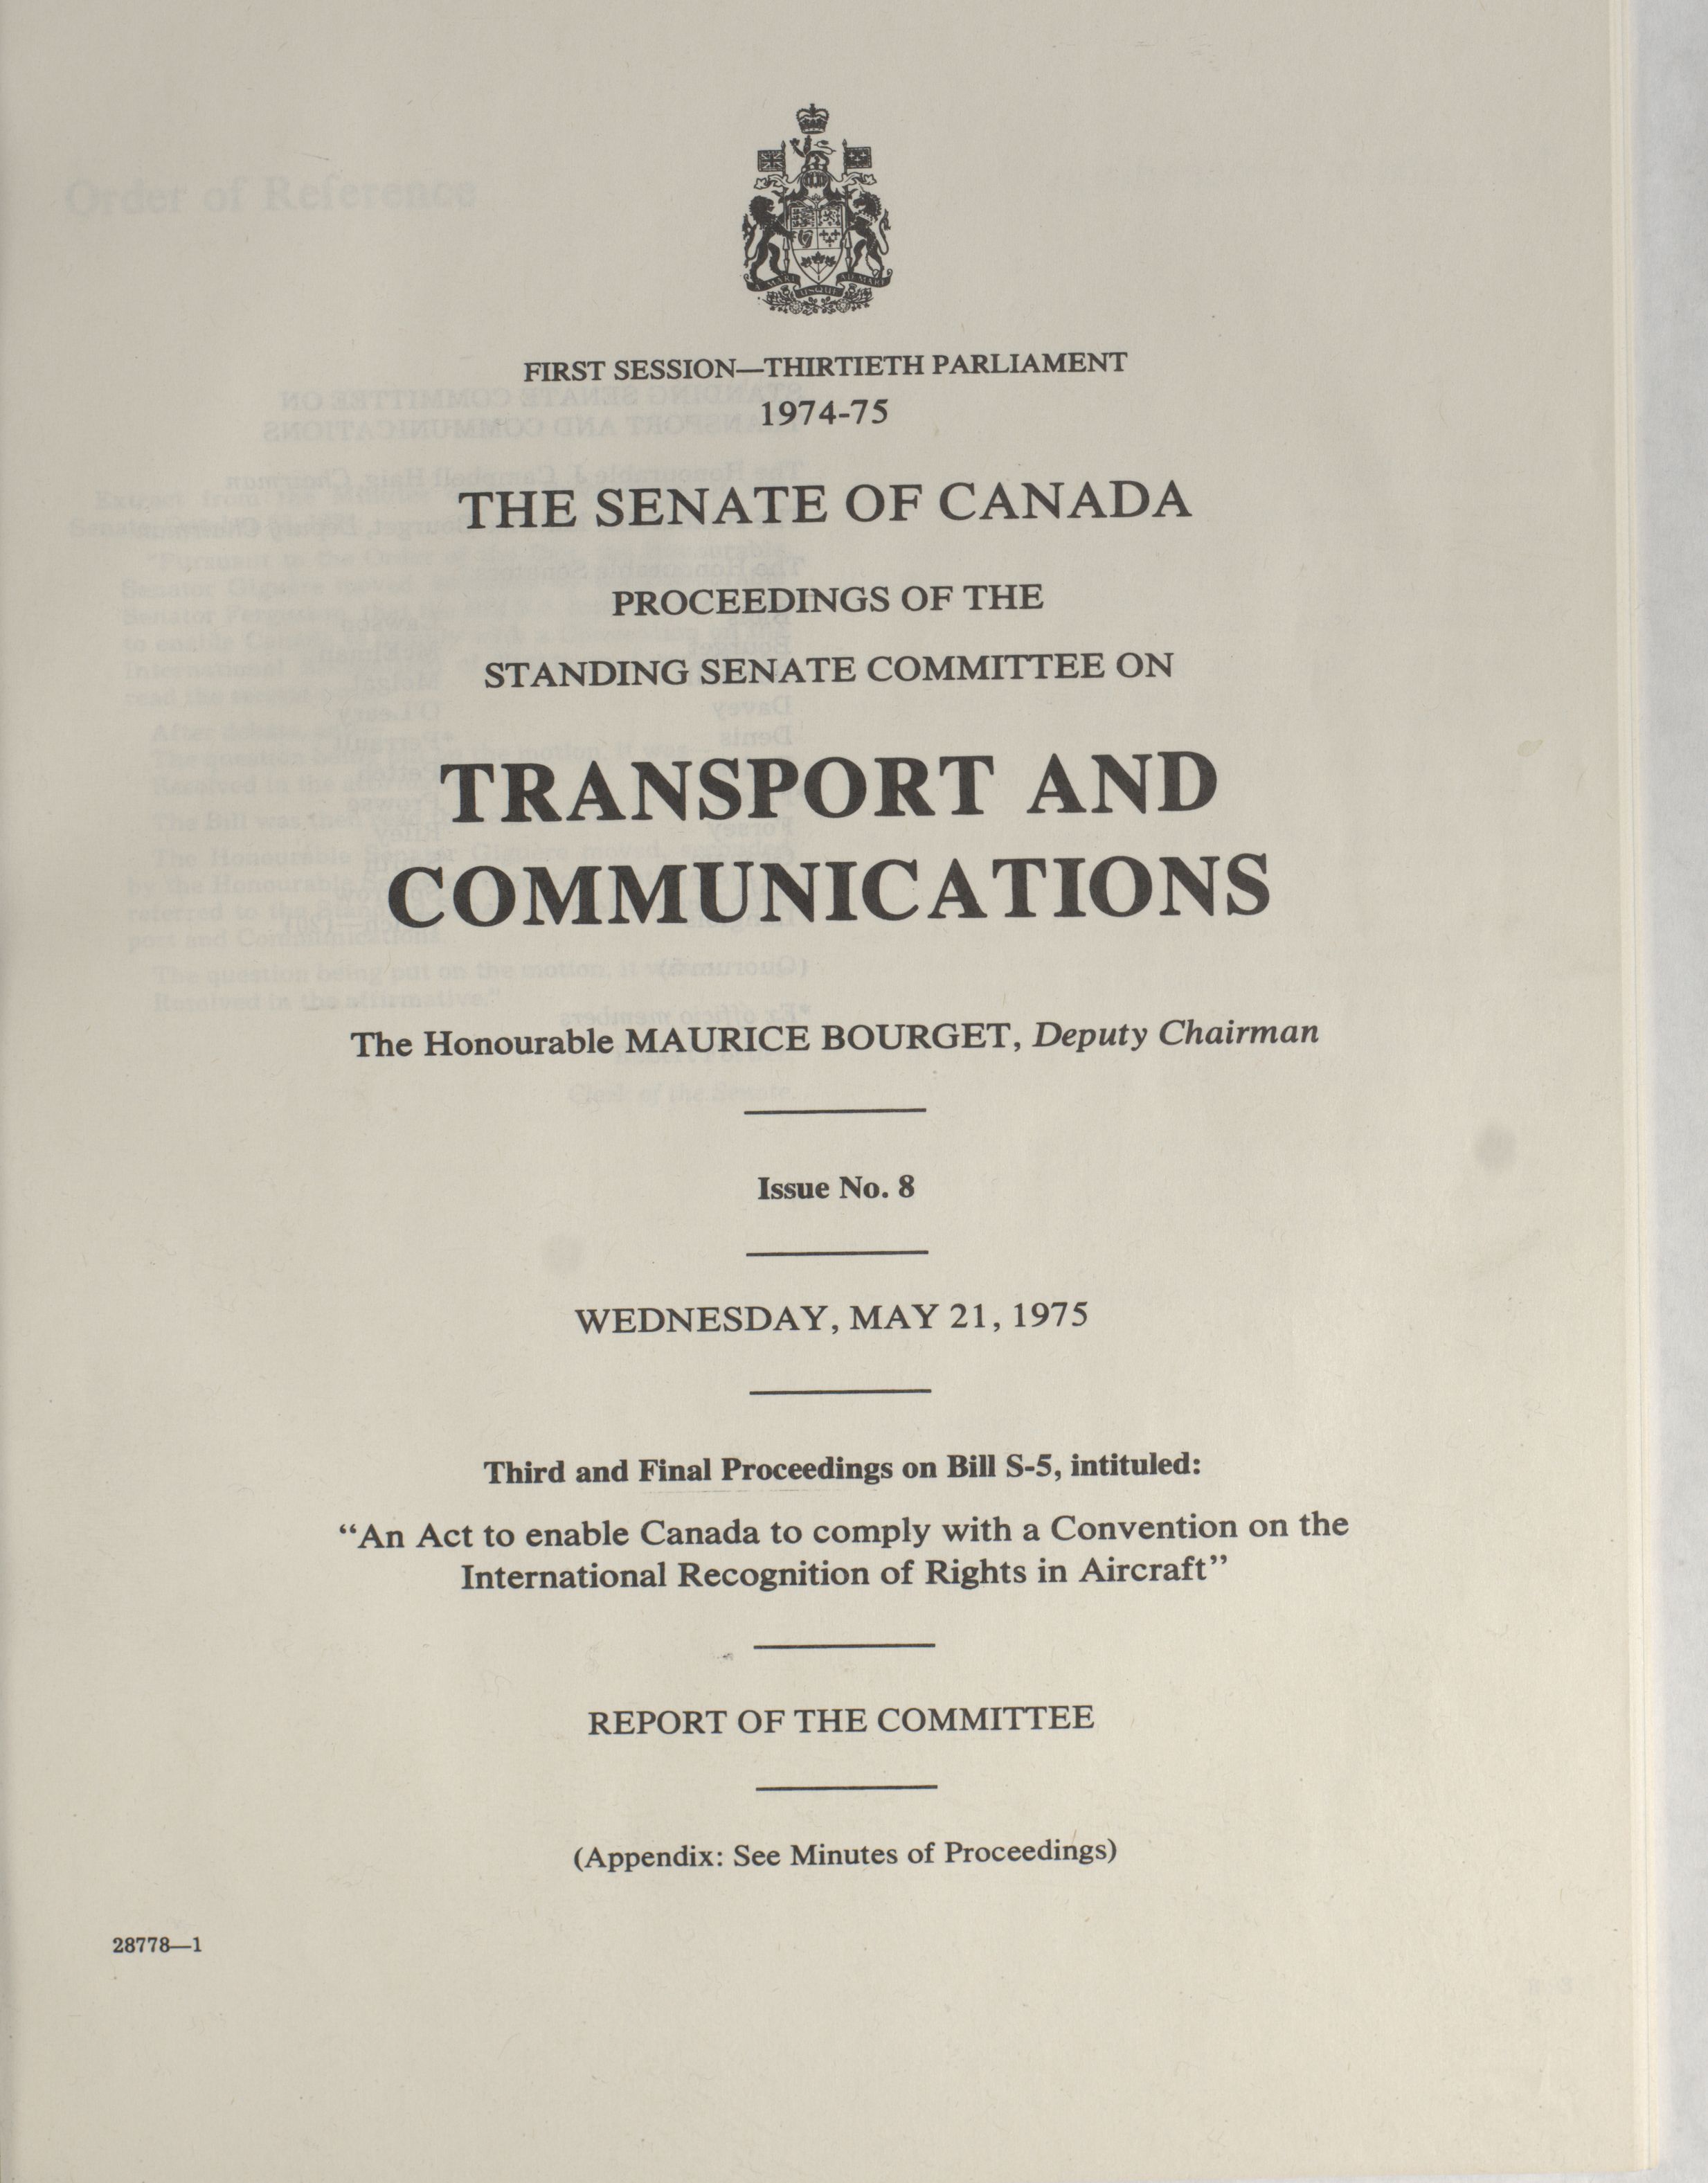 FIRST SESSION—THIRTIETH PARLIAMENT
1974-75
THE SENATE OF CANADA
PROCEEDINGS OF THE
STANDING SENATE COMMITTEE ON
TRANSPORT AND
COMMUNICATIONS
The Honourable MAURICE BOURGET, Deputy Chairman
Issue No. 8
WEDNESDAY, MAY 21, 1975
Third and Final Proceedings on Bill S-5, intituled:
“An Act to enable Canada to comply with a Convention on the
International Recognition of Rights in Aircraft”
REPORT OF THE COMMITTEE
(Appendix: See Minutes of Proceedings)
28778—1